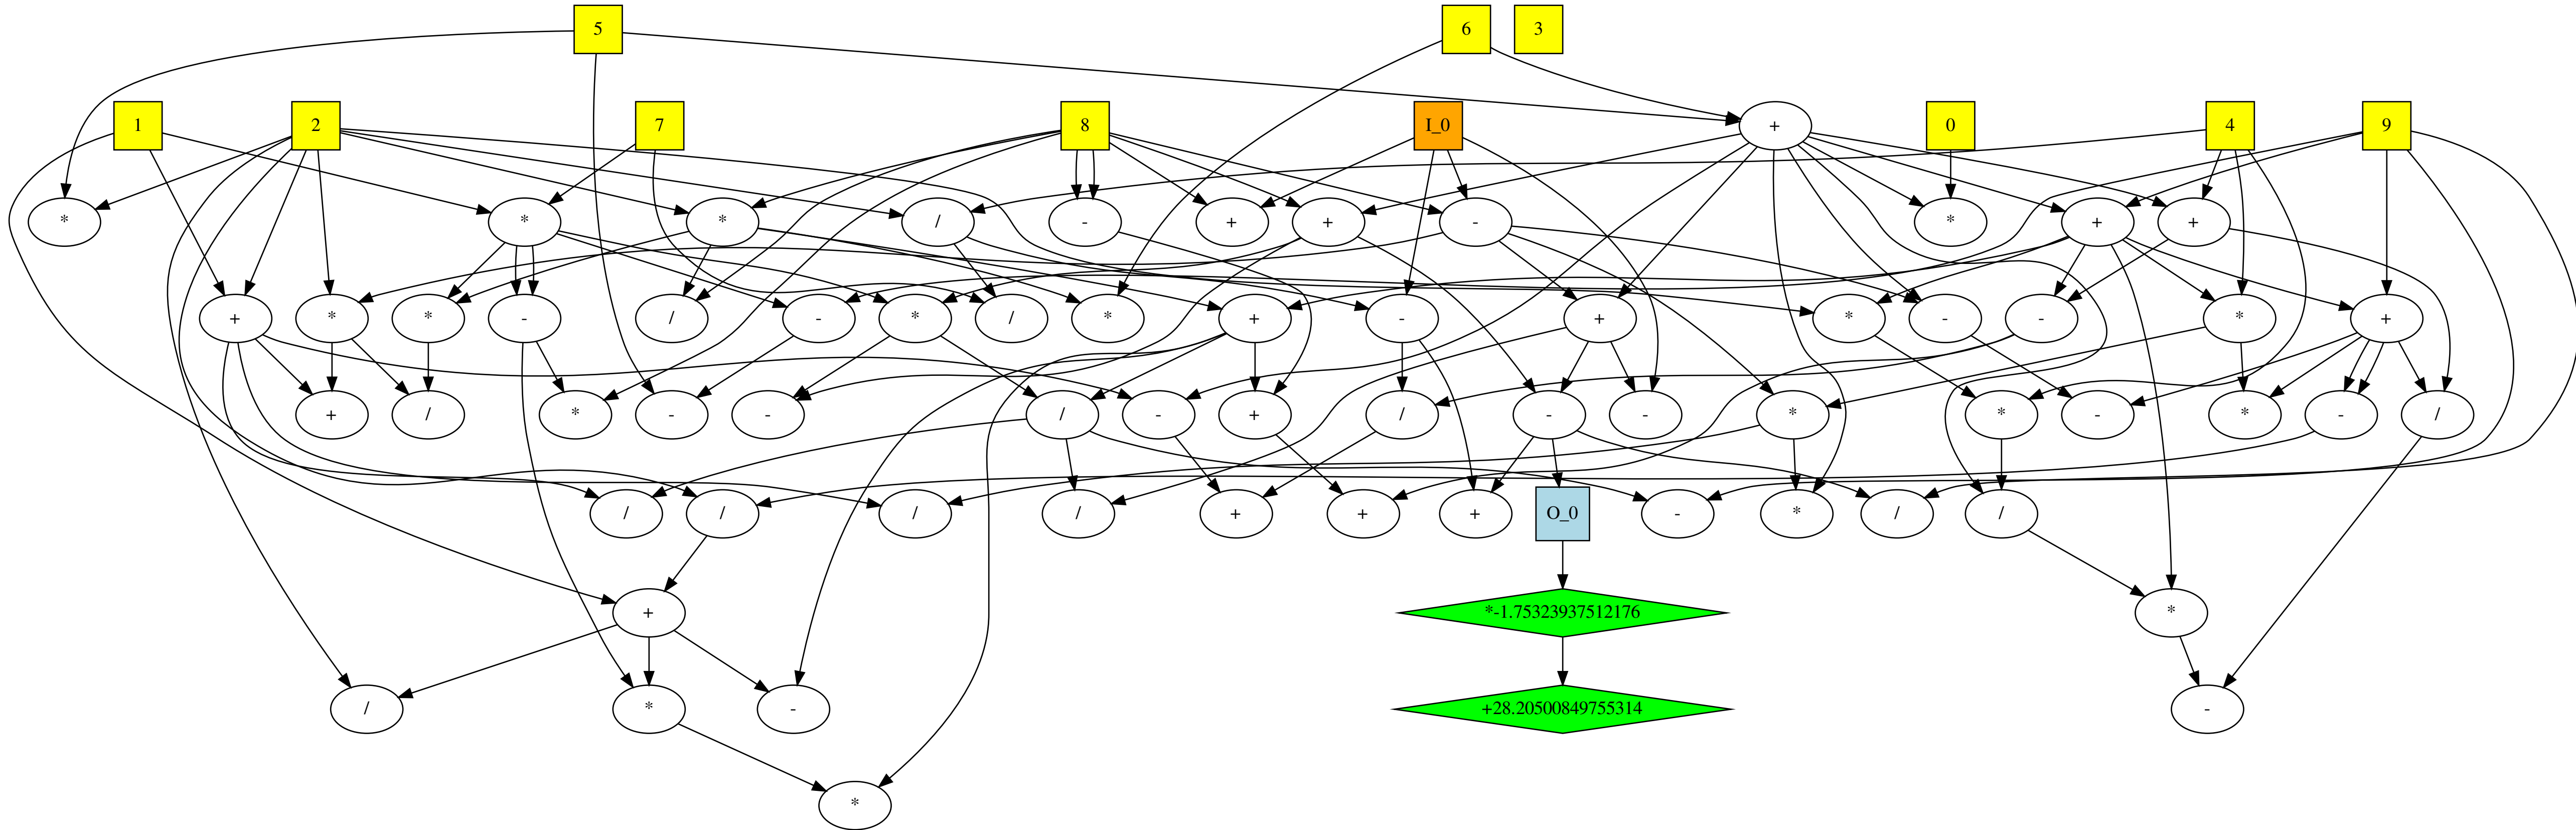 5 6 3
1 2 7 8 I_0 + 0 4 9
* * * / - + + - * + +
+ * * - / - * / * + - + * - - * +
+ / * - - / - + / - - * * - * - /
/ / / / + + + O_0 - * / /
+ *-1.75323937512176 *
/ * - +28.20500849755314 -
*